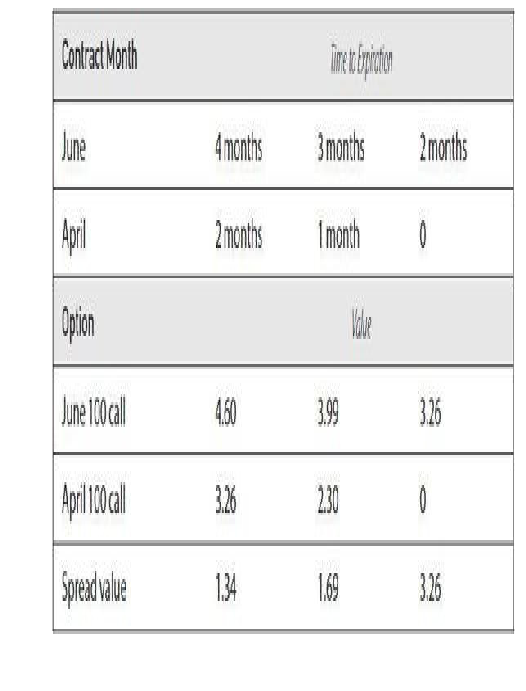 Contract Month Time to Expiration
June 4 months 3 months 2 months
April 2 months 1 month 0
Option Value
June 100 call 4.60 3.99 3.26
April 100 call 3.26 2.30 0
Spread value 1.34 1.69 3.26